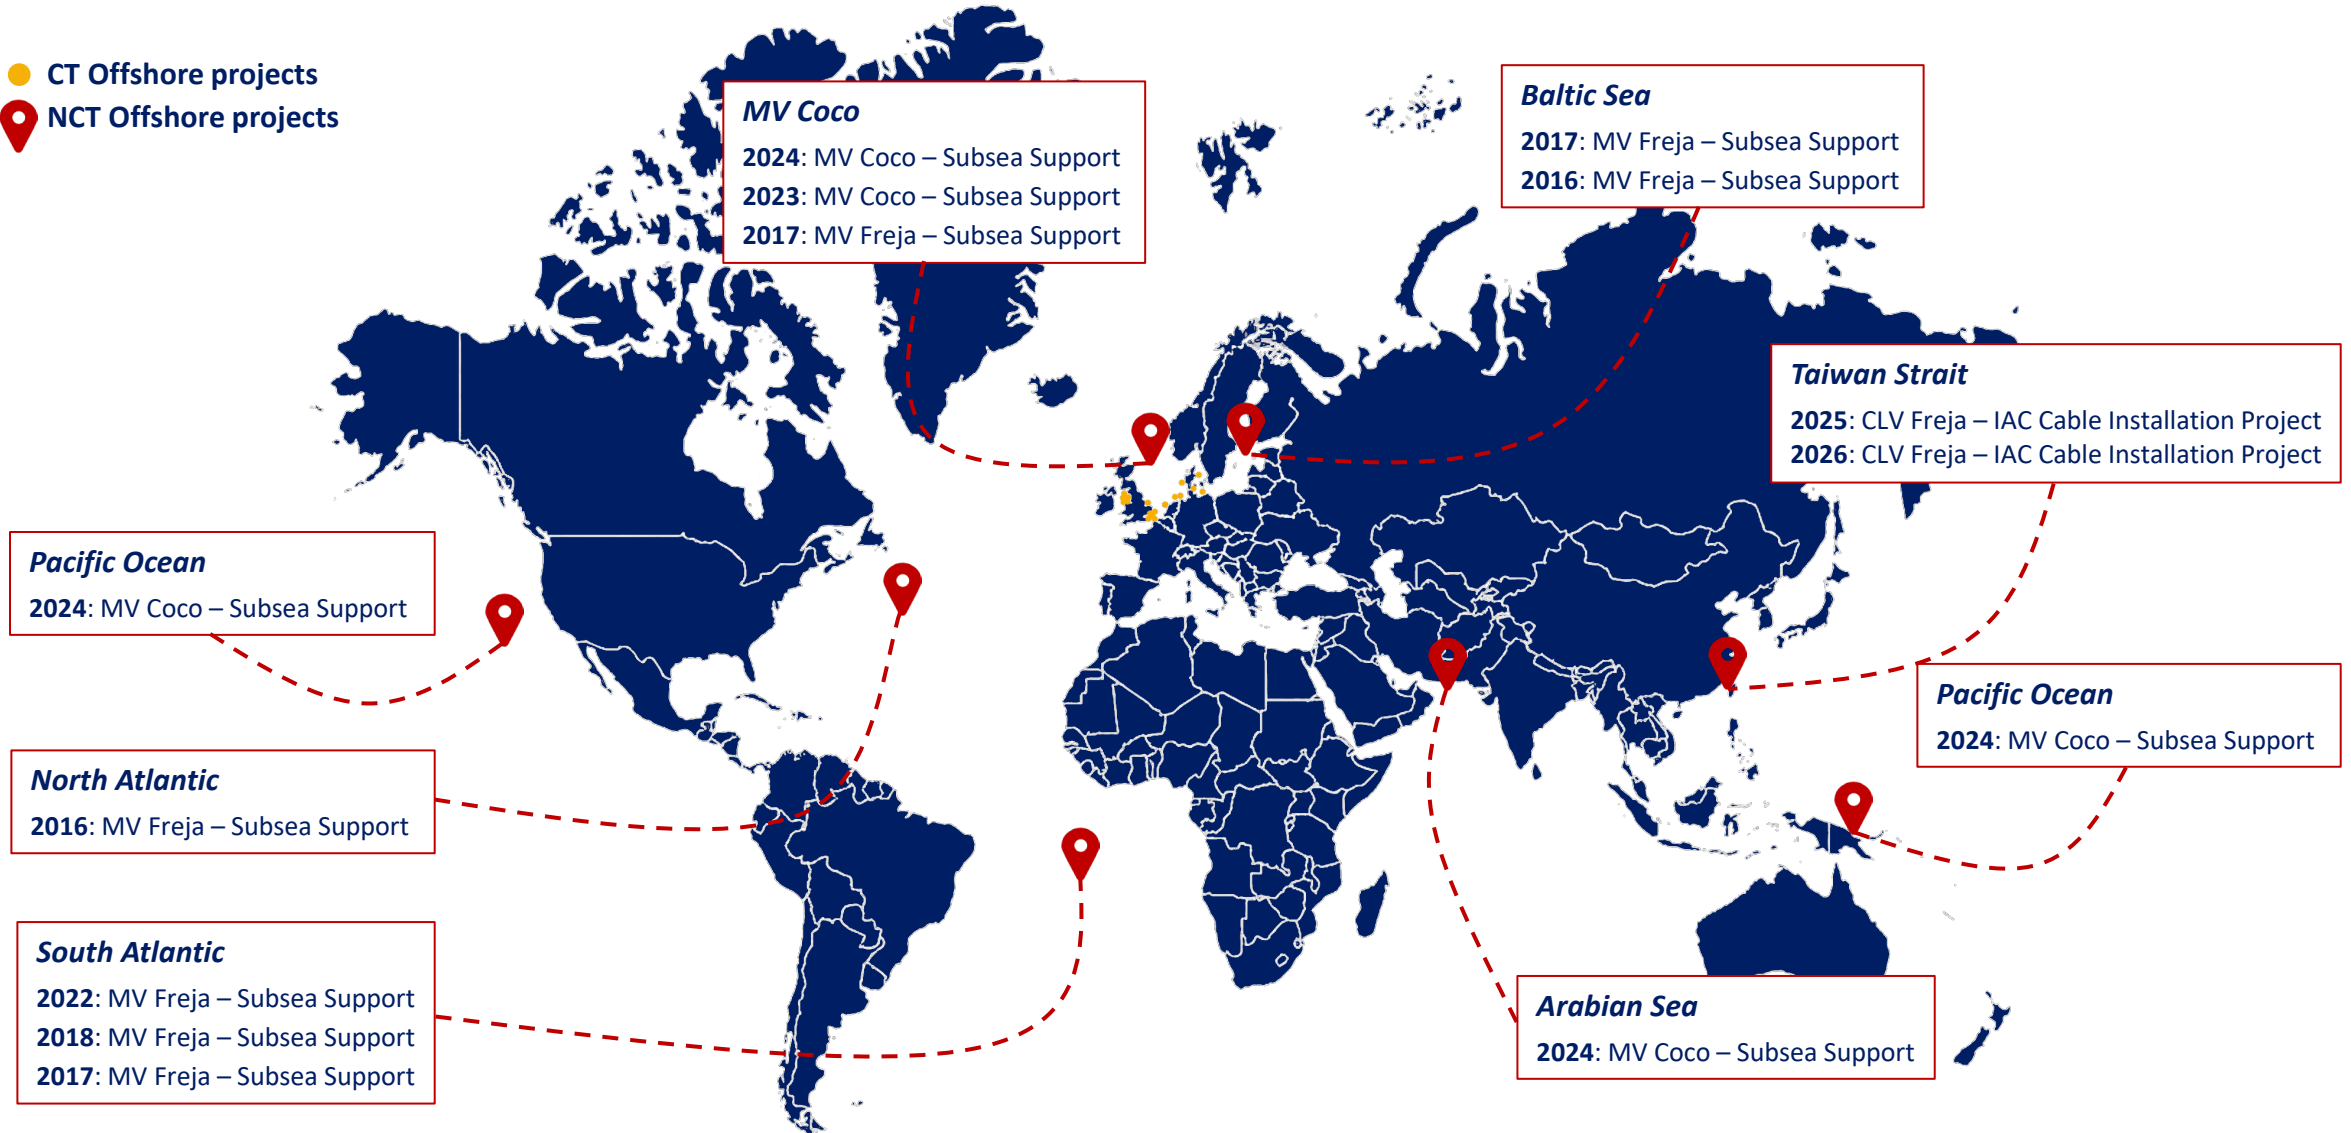 CT Offshore projects
NCT Offshore projects
MV Coco
2024: MV Coco – Subsea Support
2023: MV Coco – Subsea Support
2017: MV Freja – Subsea Support
Baltic Sea
2017: MV Freja – Subsea Support
2016: MV Freja – Subsea Support
Taiwan Strait
2025: CLV Freja – IAC Cable Installation Project
2026: CLV Freja – IAC Cable Installation Project
Pacific Ocean
2024: MV Coco – Subsea Support
Pacific Ocean
2024: MV Coco – Subsea Support
North Atlantic
2016: MV Freja – Subsea Support
South Atlantic
2022: MV Freja – Subsea Support
2018: MV Freja – Subsea Support
2017: MV Freja – Subsea Support
Arabian Sea
2024: MV Coco – Subsea Support